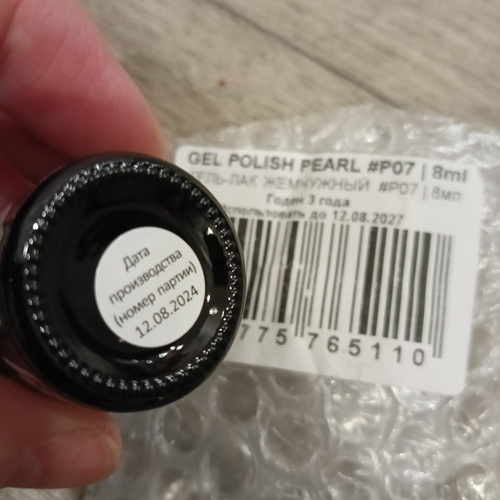 GEL POLISH PEARL #P07 | 8ml
ГЕЛЬ-ЛАК ЖЕМЧУЖНЫЙ #P07 | 8мл
Годен 3 года
Использовать до 12.08.2027
775 765110
Дата
производства
(номер партии)
12.08.2024